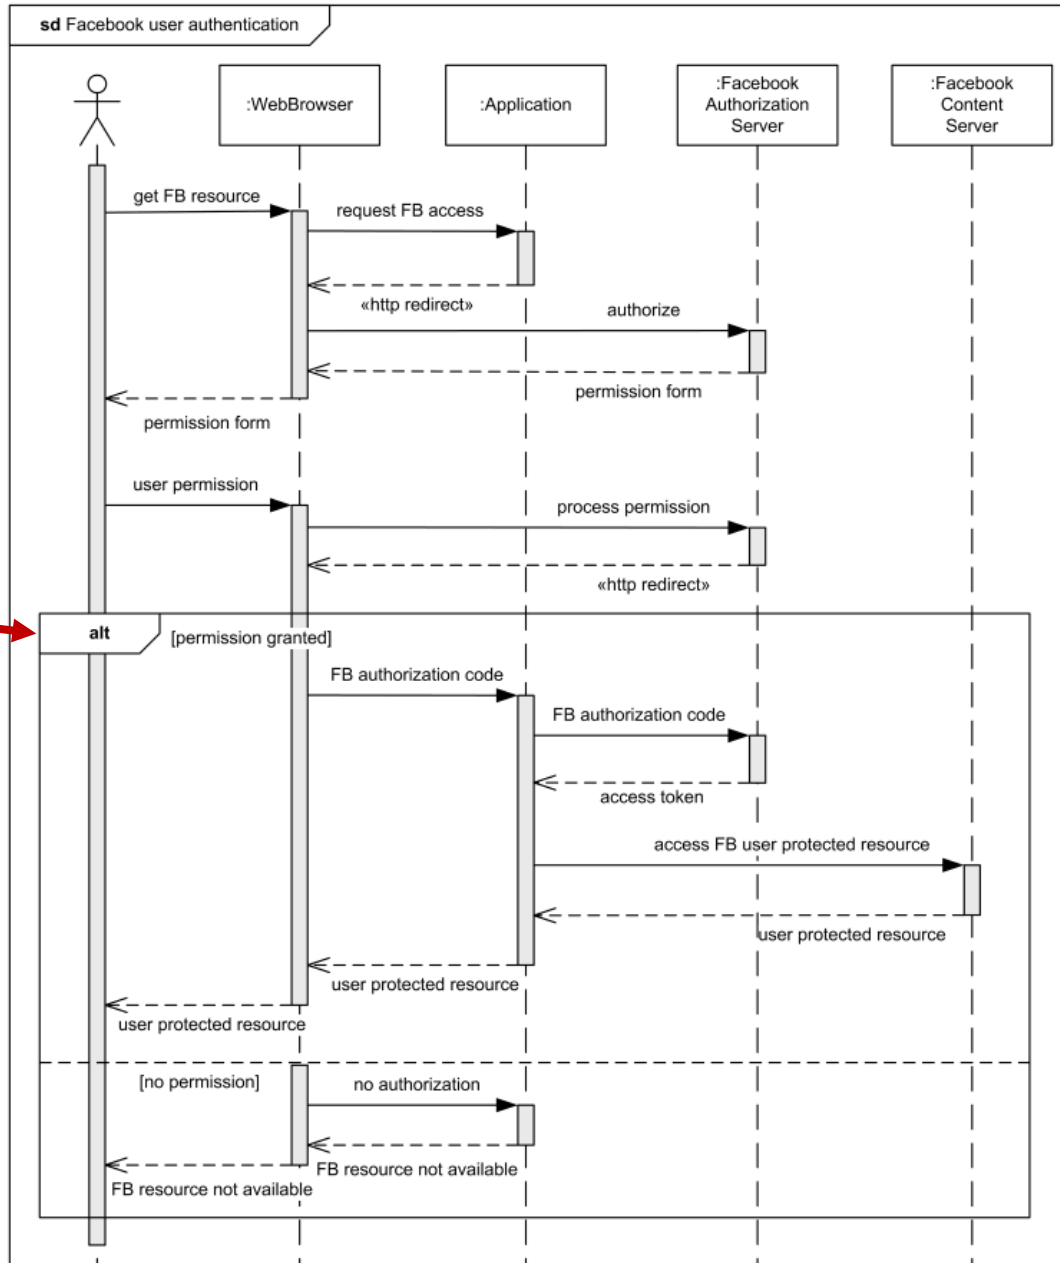 sd Facebook user authentication
:WebBrowser
:Application
:Facebook
Authorization
Server
:Facebook
Content
Server
get FB resource
request FB access
«http redirect»
authorize
permission form
permission form
user permission
process permission
«http redirect»
alt
[permission granted]
FB authorization code
FB authorization code
access token
access FB user protected resource
user protected resource
user protected resource
user protected resource
[no permission]
no authorization
FB resource not available
FB resource not available